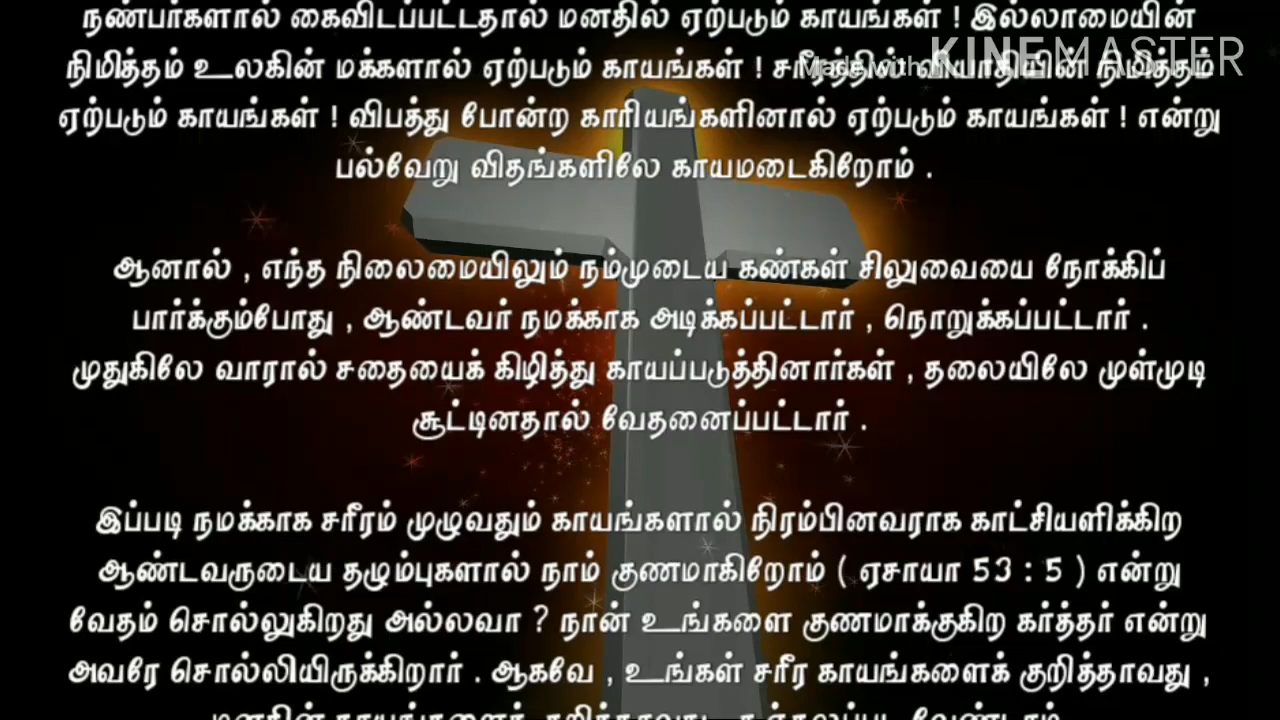 நண்பர்களால் கைவிடப்பட்டதால் மனதில் ஏற்படும் காயங்கள் ! இல்லாமையின்
நிமித்தம் உலகின் மக்களால் ஏற்படும் காயங்கள் ! சரீரத்தின் வியாதியின் நிமித்தம்
Made with KINEMASTER
ஏற்படும் காயங்கள் ! விபத்து போன்ற காரியங்களினால் ஏற்படும் காயங்கள் ! என்று
பல்வேறு விதங்களிலே காயமடைகிறோம் .
ஆனால் , எந்த நிலைமையிலும் நம்முடைய கண்கள் சிலுவையை நோக்கிப்
பார்க்கும்போது , ஆண்டவர் நமக்காக அடிக்கப்பட்டார் , நொறுக்கப்பட்டார் .
முதுகிலே வாரால் சதையைக் கிழித்து காயப்படுத்தினார்கள் , தலையிலே முள்முடி
சூட்டினதால் வேதனைப்பட்டார் .
இப்படி நமக்காக சரீரம் முழுவதும் காயங்களால் நிரம்பினவராக காட்சியளிக்கிற
ஆண்டவருடைய தழும்புகளால் நாம் குணமாகிறோம் ( ஏசாயா 53 : 5 ) என்று
வேதம் சொல்லுகிறது அல்லவா ? நான் உங்களை குணமாக்குகிற கர்த்தர் என்று
அவரே சொல்லியிருக்கிறார் . ஆகவே , உங்கள் சரீர காயங்களைக் குறித்தாவது ,